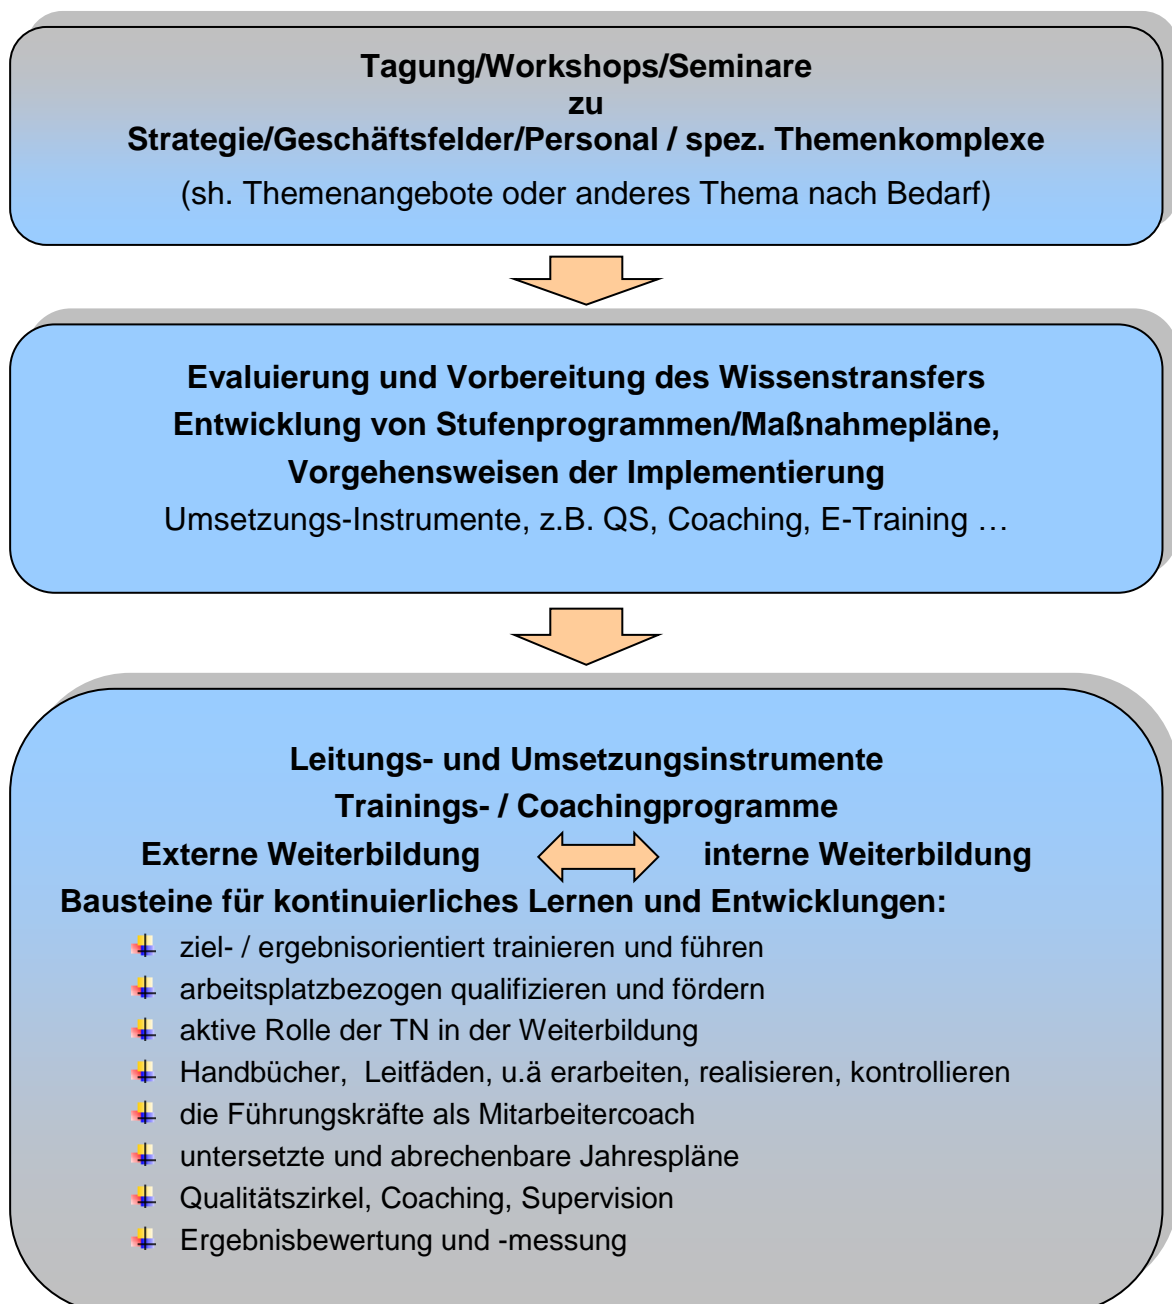 Tagung/Workshops/Seminare
zu
Strategie/Geschäftsfelder/Personal / spez. Themenkomplexe
(sh. Themenangebote oder anderes Thema nach Bedarf)
Evaluierung und Vorbereitung des Wissenstransfers
Entwicklung von Stufenprogrammen/Maßnahmepläne,
Vorgehensweisen der Implementierung
Umsetzungs-Instrumente, z.B. QS, Coaching, E-Training …
Leitungs- und Umsetzungsinstrumente
Trainings- / Coachingprogramme
Externe Weiterbildung interne Weiterbildung
Bausteine für kontinuierliches Lernen und Entwicklungen:
ziel- / ergebnisorientiert trainieren und führen
arbeitsplatzbezogen qualifizieren und fördern
aktive Rolle der TN in der Weiterbildung
Handbücher, Leitfäden, u.ä erarbeiten, realisieren, kontrollieren
die Führungskräfte als Mitarbeitercoach
untersetzte und abrechenbare Jahrespläne
Qualitätszirkel, Coaching, Supervision
Ergebnisbewertung und -messung